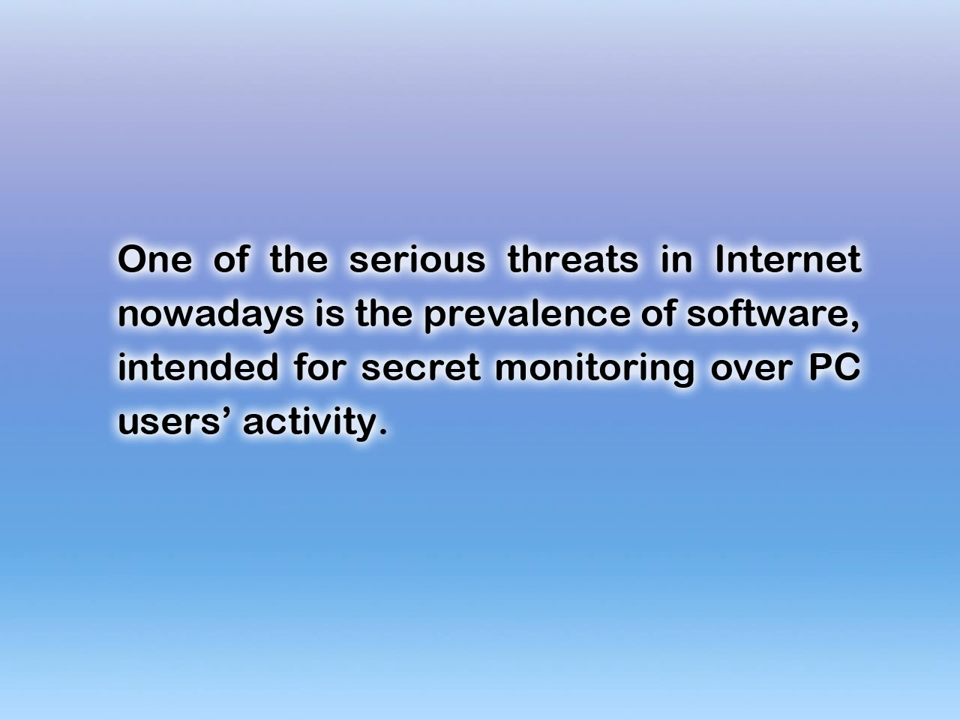 One of the serious threats in Internet
nowadays is the prevalence of software,
intended for secret monitoring over PC
users’ activity.